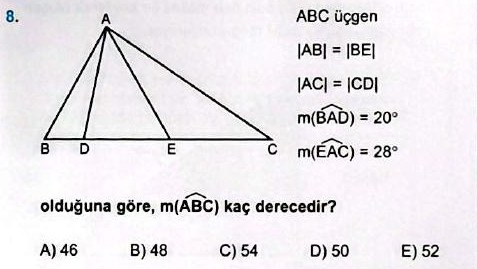 8.
ABC üçgen
|AB| = |BE|
|AC| = |CD|
m(BAD) = 20°
m(EAC) = 28°
A
B D E C
olduğuna göre, m(ABC) kaç derecedir?
A) 46 B) 48 C) 54 D) 50 E) 52